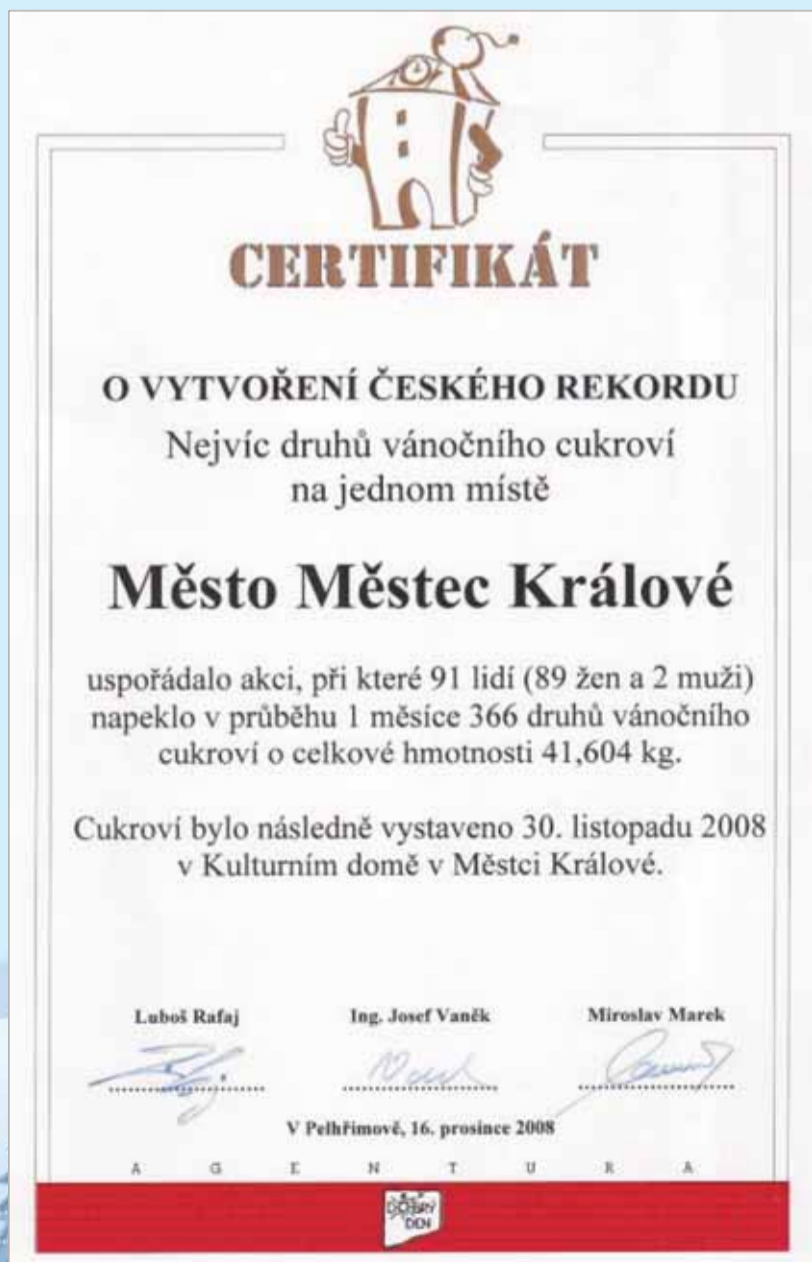 CERTIFIKÁT
O VYTVOŘENÍ ČESKÉHO REKORDU
Nejvíc druhů vánočního cukroví
na jednom místě
Město Městec Králové
uspořádalo akci, při které 91 lidí (89 žen a 2 muži)
napeklo v průběhu 1 měsíce 366 druhů vánočního
cukroví o celkové hmotnosti 41,604 kg.
Cukroví bylo následně vystaveno 30. listopadu 2008
v Kulturním domě v Městci Králové.
Luboš Rafaj Ing. Josef Vaněk Miroslav Marek
V Pelhřimově, 16. prosince 2008
A G E N T U R A
DOBRÝ
DEN